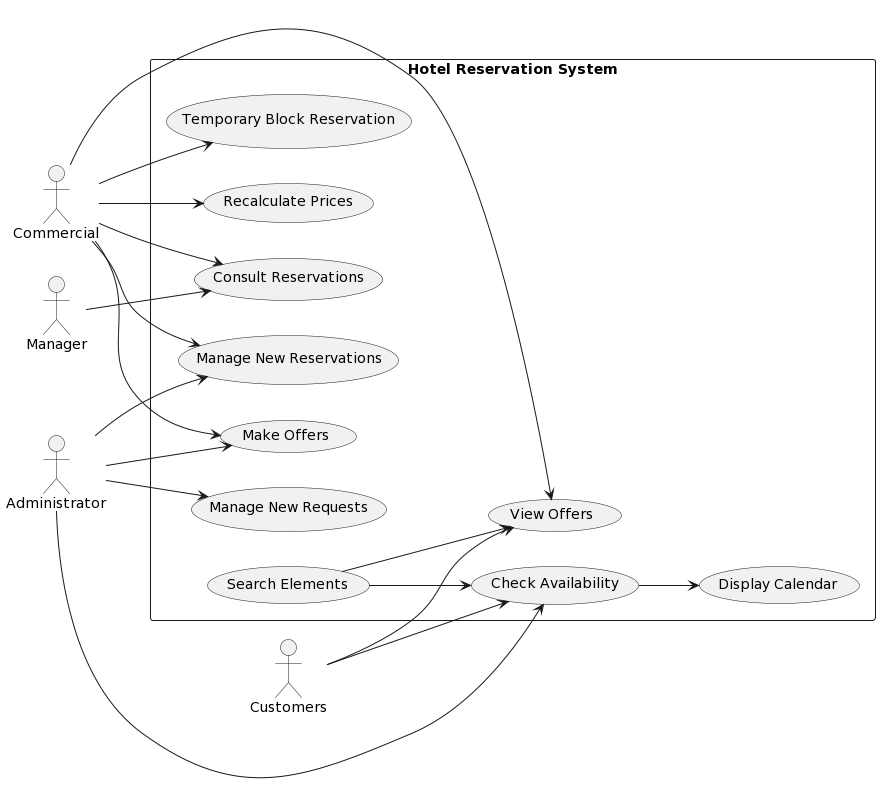 Hotel Reservation System
Temporary Block Reservation
Recalculate Prices
Commercial
Consult Reservations
Manager
Manage New Reservations
Make Offers
Administrator
Manage New Requests
View Offers
Search Elements
Check Availability
Display Calendar
Customers